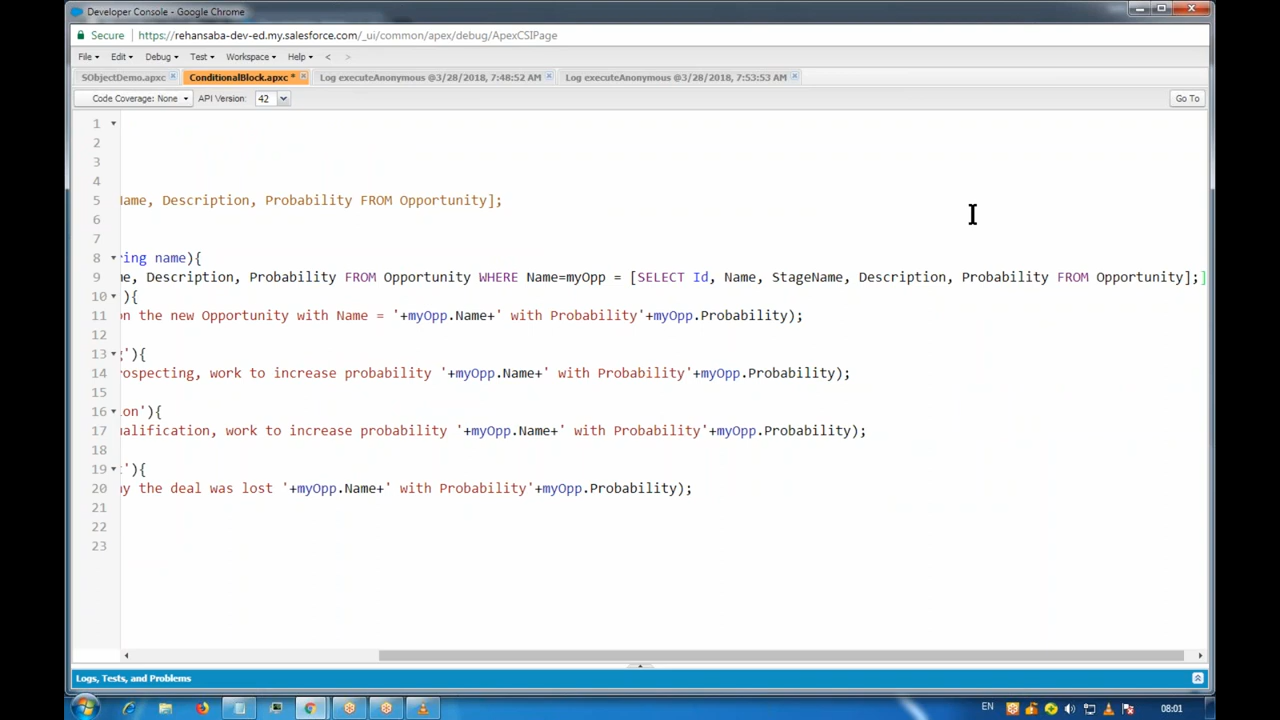 Developer Console - Google Chrome
Secure https://rehansaba-dev-ed.my.salesforce.com/_ui/common/apex/debug/ApexCSIPage
File Edit Debug Test Workspace Help < >
SObjectDemo.apxc ConditionalBlock.apxc * Log executeAnonymous @3/28/2018, 7:48:52 AM Log executeAnonymous @3/28/2018, 7:53:53 AM
Code Coverage: None API Version: 42 Go To
1
2
3
4
5 Name, Description, Probability FROM Opportunity];
6
7
8 ring name){
9 e, Description, Probability FROM Opportunity WHERE Name=myOpp = [SELECT Id, Name, StageName, Description, Probability FROM Opportunity];]
10 ){
11 on the new Opportunity with Name = '+myOpp.Name+' with Probability'+myOpp.Probability);
12
13 g'){
14 rospecting, work to increase probability '+myOpp.Name+' with Probability'+myOpp.Probability);
15
16 ion'){
17 ualification, work to increase probability '+myOpp.Name+' with Probability'+myOpp.Probability);
18
19 t'){
20 hy the deal was lost '+myOpp.Name+' with Probability'+myOpp.Probability);
21
22
23
Logs, Tests, and Problems
EN 08:01